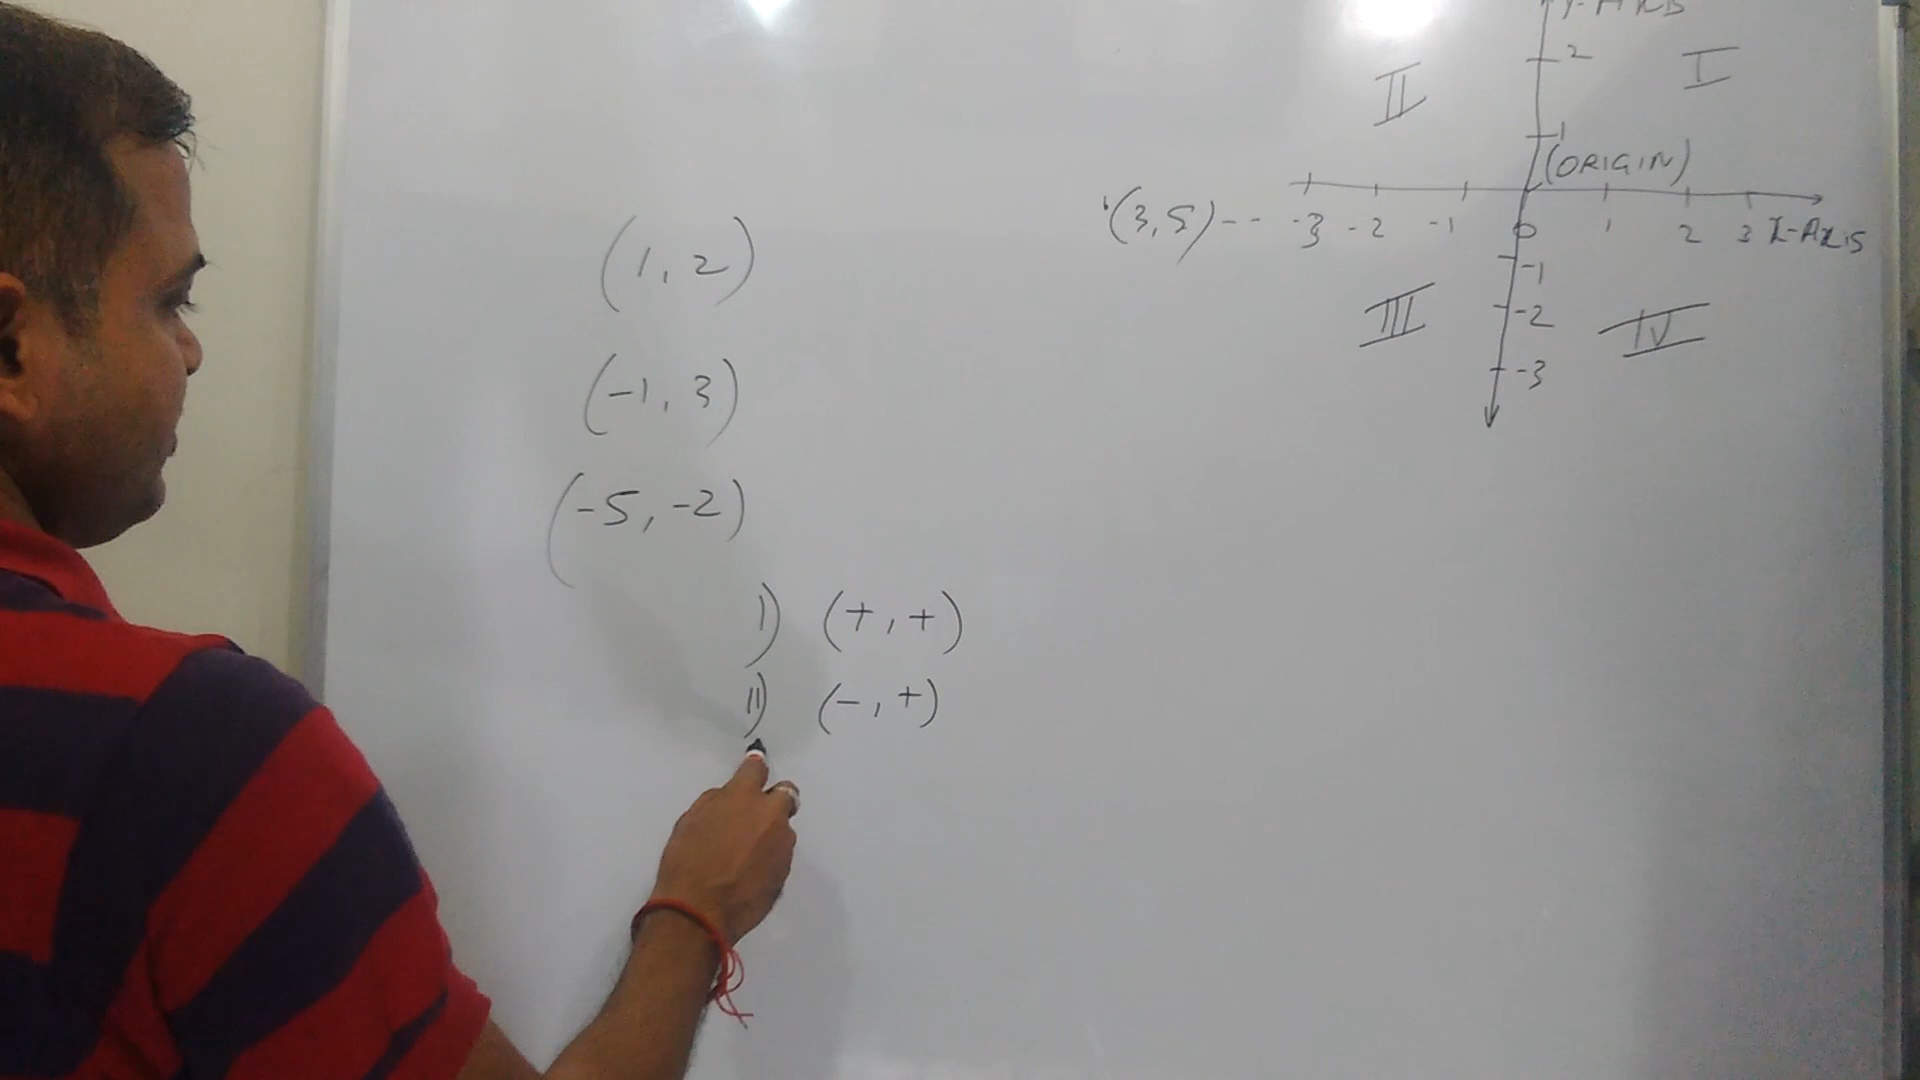 Y-AXIS
2
I
II
1
(ORIGIN)
(3,5)-- -3 -2 -1 0 1 2 3 X-AXIS
-1
III
-2
IV
-3
(1, 2)
(-1, 3)
(-5, -2)
I) (+, +)
II) (-, +)